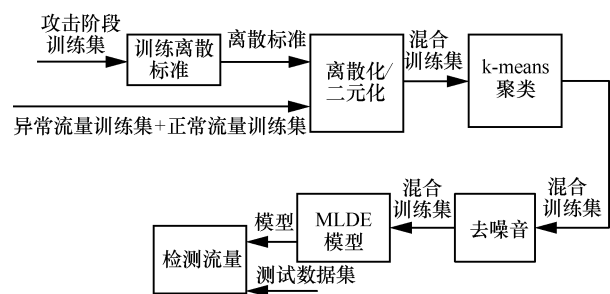 攻击阶段
训练集
训练离散
标准
离散标准
离散化/
二元化
混合
训练集
k-means
聚类
异常流量训练集+正常流量训练集
混合
训练集
去噪音
混合
训练集
MLDE
模型
模型
检测流量
测试数据集